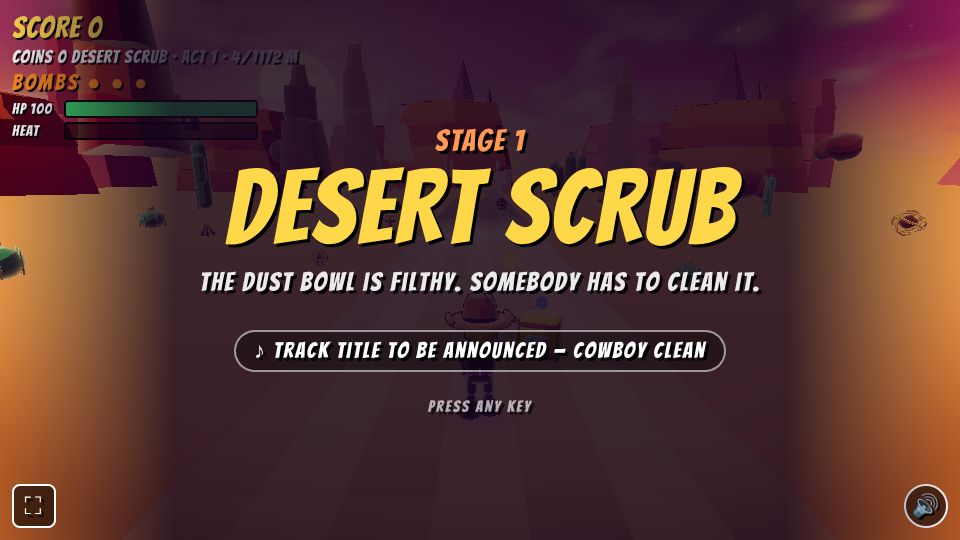 SCORE 0
COINS 0 DESERT SCRUB · ACT 1 · 4/1172 M
BOMBS
HP 100
HEAT
STAGE 1
DESERT SCRUB
THE DUST BOWL IS FILTHY. SOMEBODY HAS TO CLEAN IT.
♪ TRACK TITLE TO BE ANNOUNCED — COWBOY CLEAN
PRESS ANY KEY